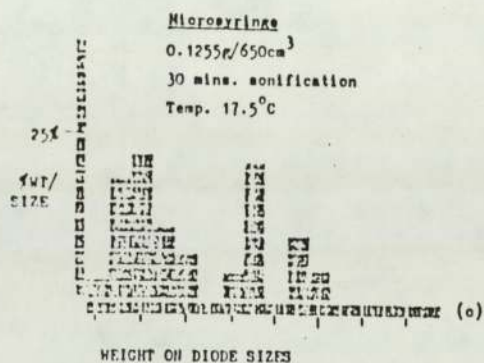 Microsyringe
0.1255g/650cm³
30 mins. sonification
Temp. 17.5°C
25%
%WT/
SIZE
(c)
WEIGHT ON DIODE SIZES